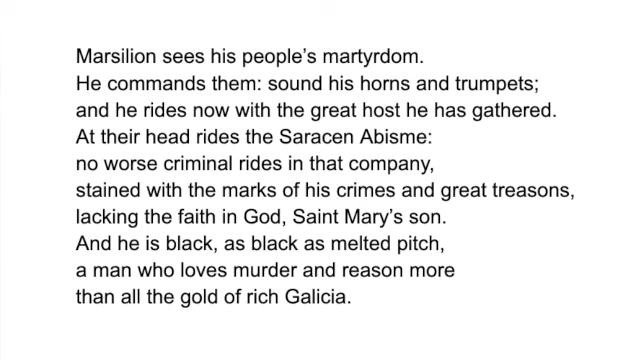 Marsilion sees his people's martyrdom.
He commands them: sound his horns and trumpets;
and he rides now with the great host he has gathered.
At their head rides the Saracen Abisme:
no worse criminal rides in that company,
stained with the marks of his crimes and great treasons,
lacking the faith in God, Saint Mary's son.
And he is black, as black as melted pitch,
a man who loves murder and reason more
than all the gold of rich Galicia.